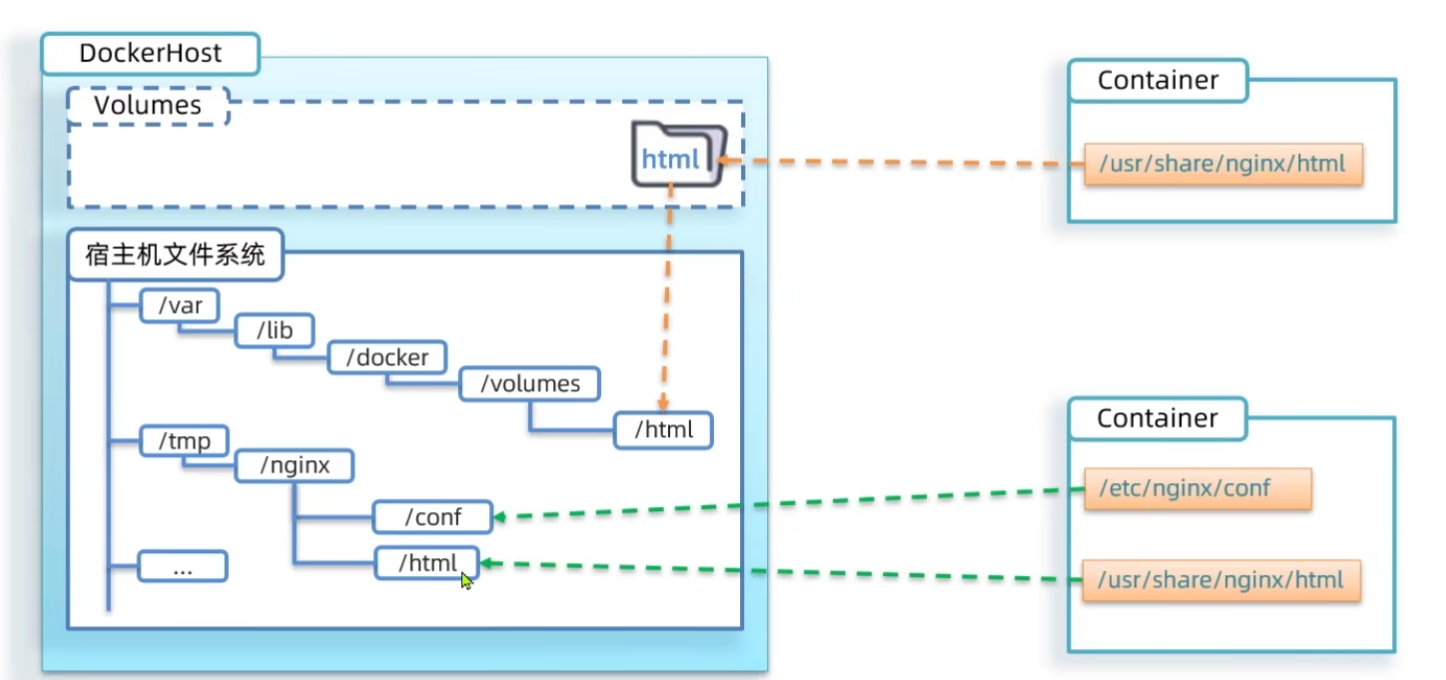 DockerHost
Volumes
html
宿主机文件系统
/var
/lib
/docker
/volumes
/html
/tmp
/nginx
/conf
/html
...
Container
/usr/share/nginx/html
Container
/etc/nginx/conf
/usr/share/nginx/html